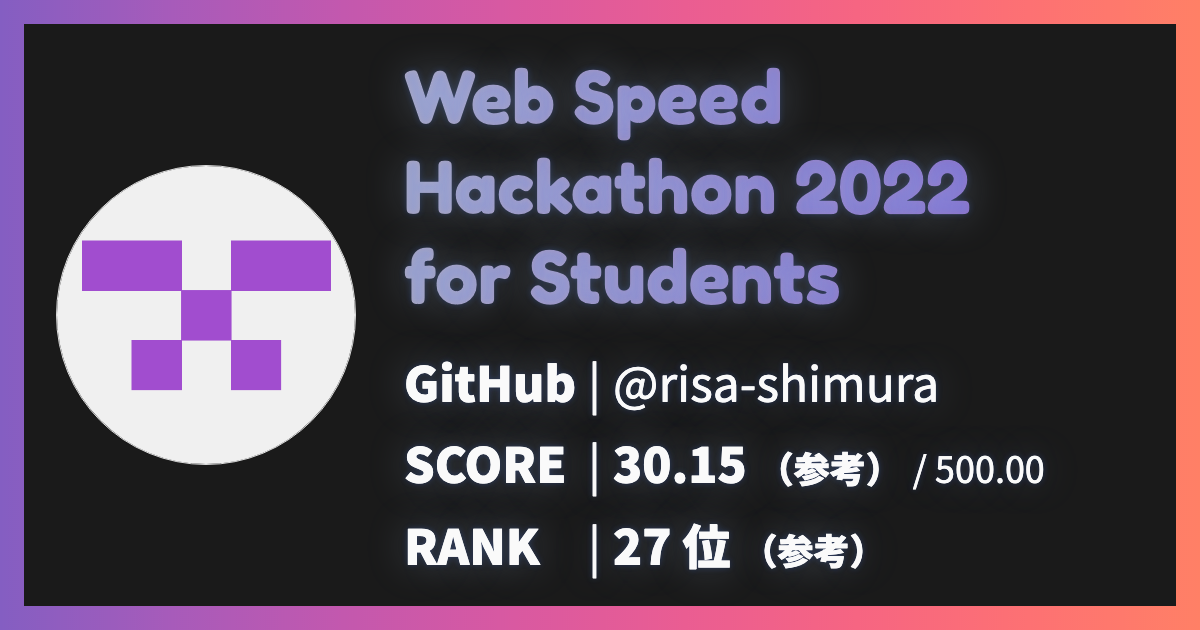 Web Speed
Hackathon 2022
for Students
GitHub | @risa-shimura
SCORE | 30.15 （参考） / 500.00
RANK | 27 位 （参考）